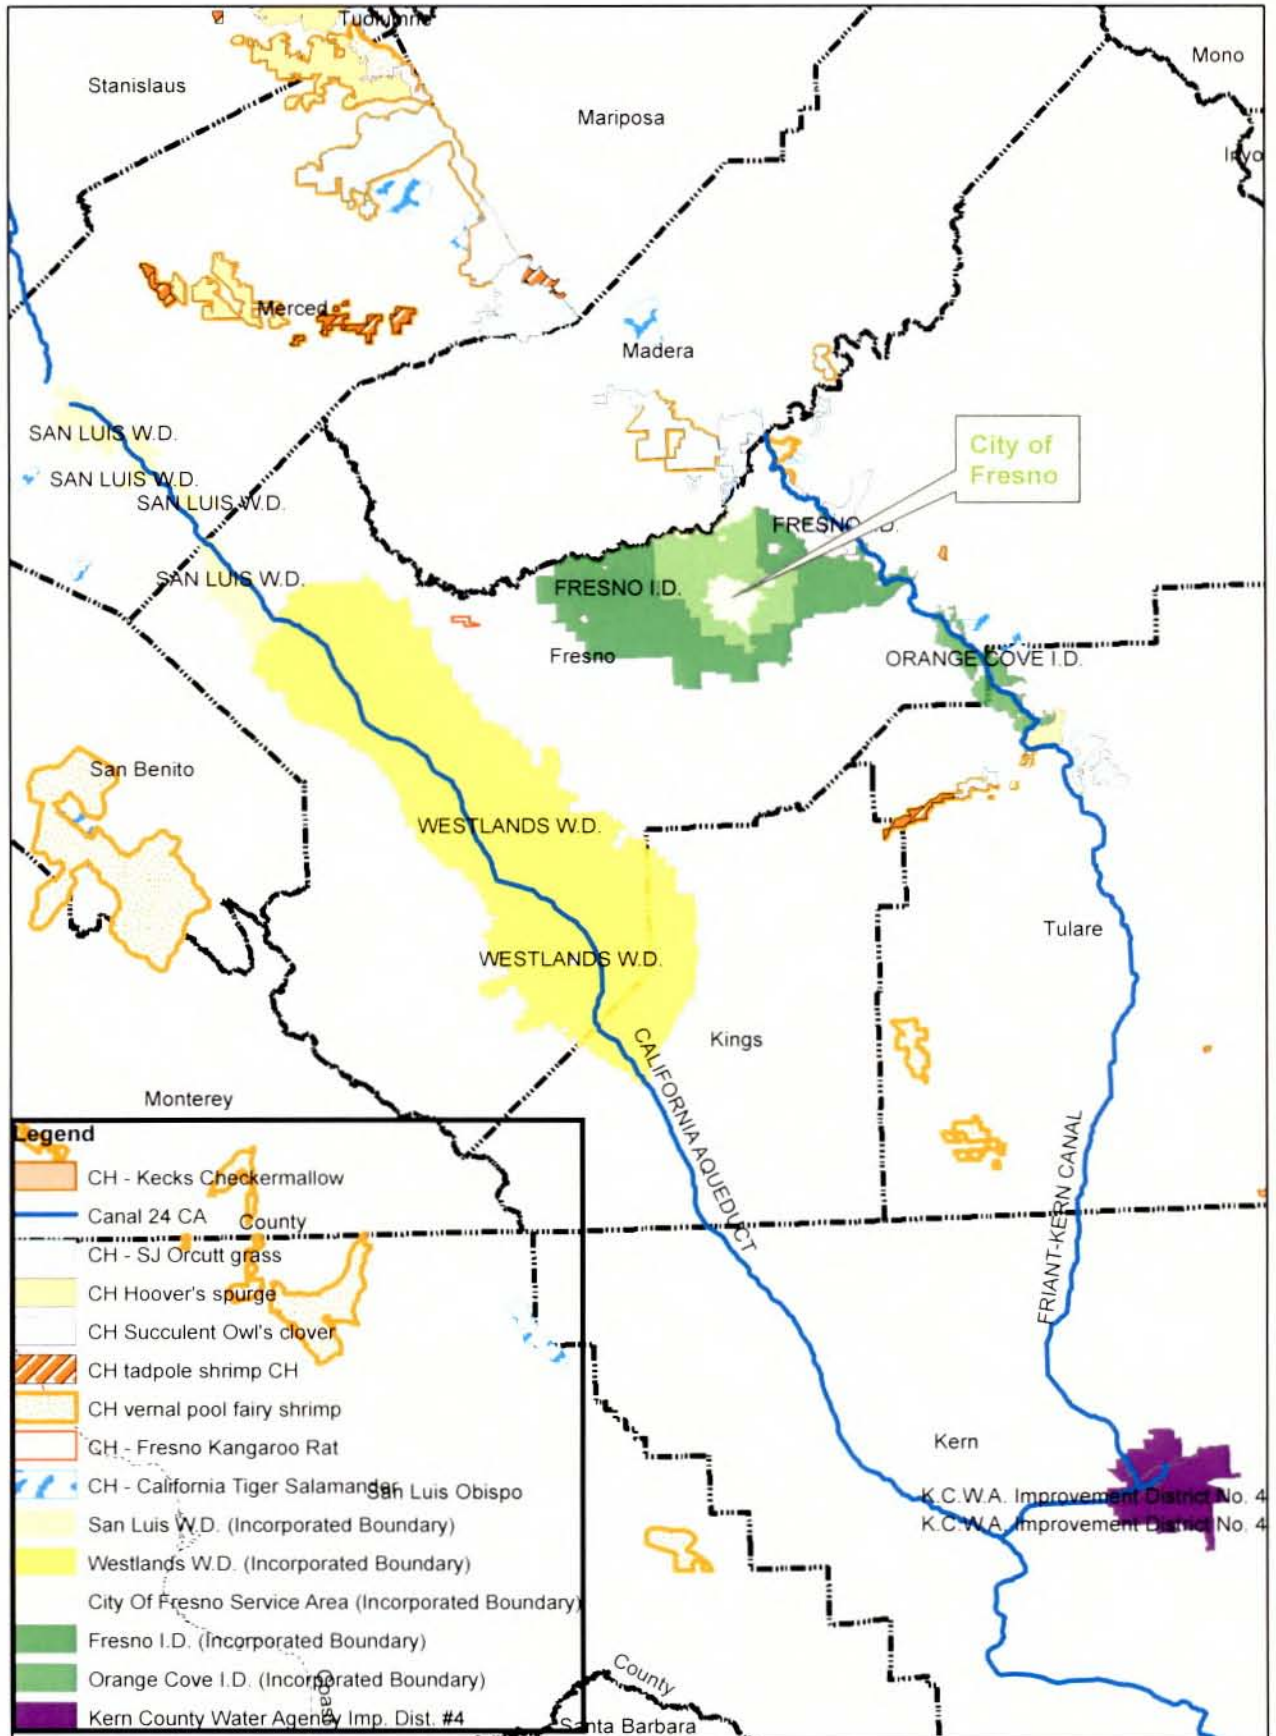 Tuolumne
Mono
Stanislaus
Mariposa
Inyo
Merced
Madera
SAN LUIS W.D.
City of
Fresno
SAN LUIS W.D.
SAN LUIS W.D.
FRESNO I.D.
SAN LUIS W.D.
FRESNO I.D.
Fresno
ORANGE COVE I.D.
San Benito
WESTLANDS W.D.
Tulare
WESTLANDS W.D.
Kings
CALIFORNIA AQUEDUCT
Monterey
FRIANT-KERN CANAL
Legend
CH - Kecks Checkermallow
Canal 24 CA
County
CH - SJ Orcutt grass
CH Hoover's spurge
CH Succulent Owl's clover
CH tadpole shrimp CH
CH vernal pool fairy shrimp
CH - Fresno Kangaroo Rat
CH - California Tiger Salamander
San Luis Obispo
San Luis W.D. (Incorporated Boundary)
Westlands W.D. (Incorporated Boundary)
City Of Fresno Service Area (Incorporated Boundary)
Fresno I.D. (Incorporated Boundary)
Orange Cove I.D. (Incorporated Boundary)
Kern County Water Agency Imp. Dist. #4
Coast
Kern
K.C.W.A. Improvement District No. 4
K.C.W.A. Improvement District No. 4
County
Santa Barbara